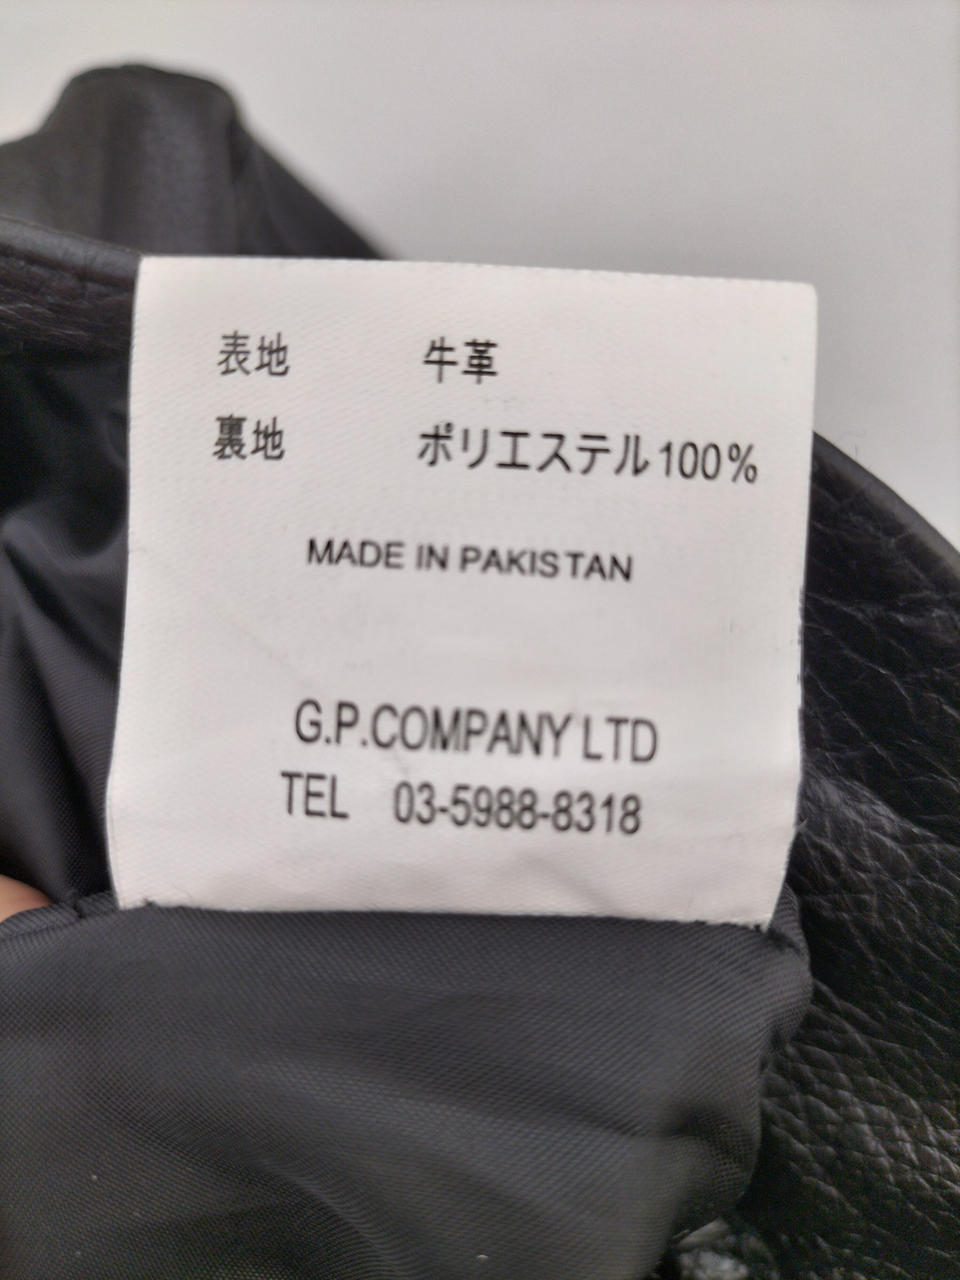 表地 牛革
裏地 ポリエステル100%
MADE IN PAKISTAN
G.P.COMPANY LTD
TEL 03-5988-8318